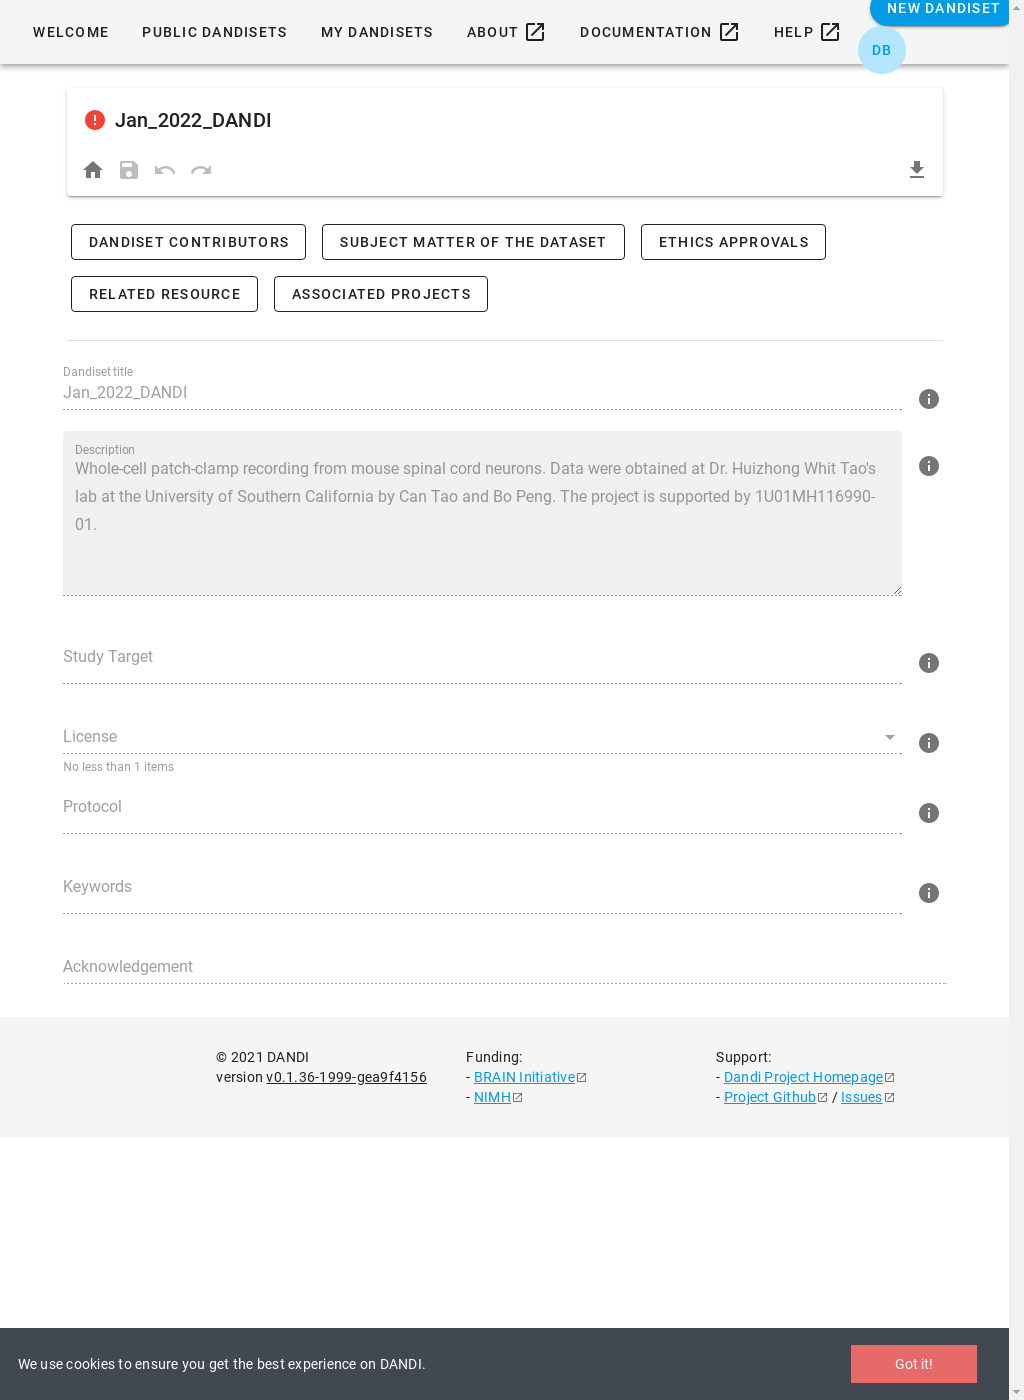 NEW DANDISET
WELCOME PUBLIC DANDISETS MY DANDISETS ABOUT DOCUMENTATION HELP
DB
Jan_2022_DANDI
DANDISET CONTRIBUTORS SUBJECT MATTER OF THE DATASET ETHICS APPROVALS
RELATED RESOURCE ASSOCIATED PROJECTS
Dandiset title
Jan_2022_DANDI
Description
Whole-cell patch-clamp recording from mouse spinal cord neurons. Data were obtained at Dr. Huizhong Whit Tao's
lab at the University of Southern California by Can Tao and Bo Peng. The project is supported by 1U01MH116990-
01.
Study Target
License
No less than 1 items
Protocol
Keywords
Acknowledgement
© 2021 DANDI
version v0.1.36-1999-gea9f4156
Funding:
- BRAIN Initiative
- NIMH
Support:
- Dandi Project Homepage
- Project Github / Issues
We use cookies to ensure you get the best experience on DANDI.
Got it!